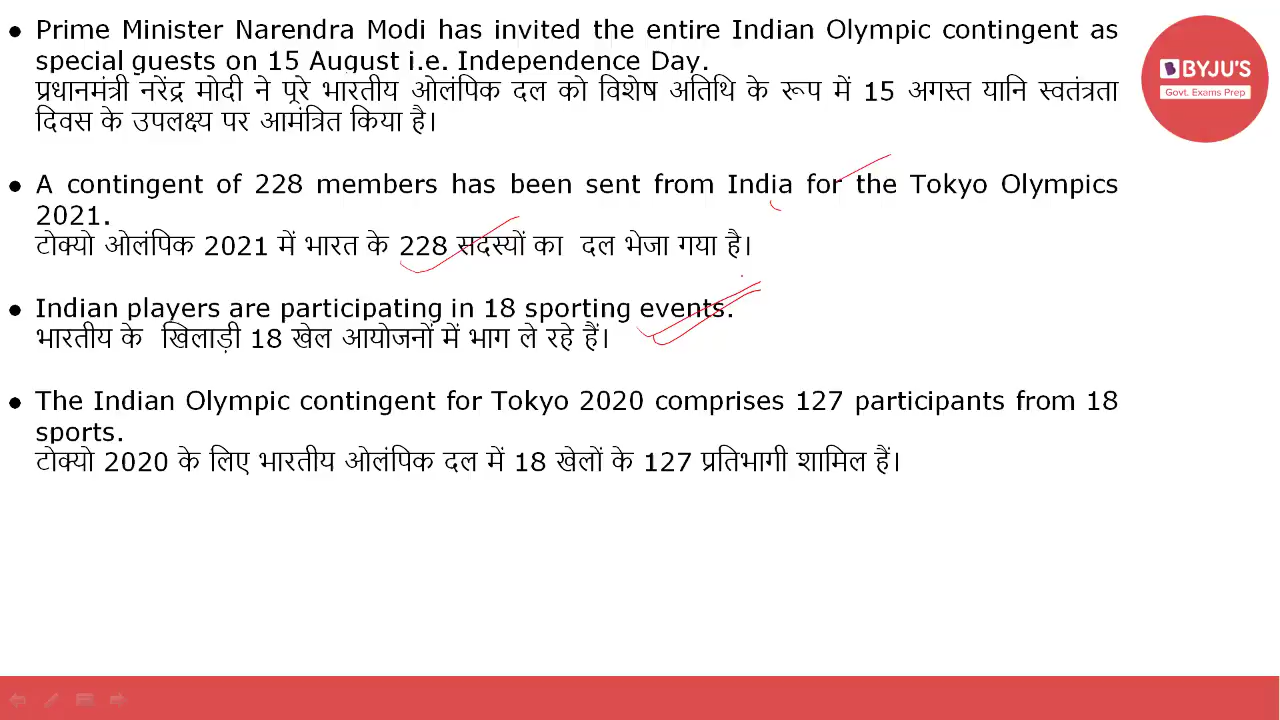 • Prime Minister Narendra Modi has invited the entire Indian Olympic contingent as
special guests on 15 August i.e. Independence Day.
प्रधानमंत्री नरेंद्र मोदी ने पूरे भारतीय ओलंपिक दल को विशेष अतिथि के रूप में 15 अगस्त यानि स्वतंत्रता
दिवस के उपलक्ष्य पर आमंत्रित किया है।
• A contingent of 228 members has been sent from India for the Tokyo Olympics
2021.
टोक्यो ओलंपिक 2021 में भारत के 228 सदस्यों का दल भेजा गया है।
• Indian players are participating in 18 sporting events.
भारतीय के खिलाड़ी 18 खेल आयोजनों में भाग ले रहे हैं।
• The Indian Olympic contingent for Tokyo 2020 comprises 127 participants from 18
sports.
टोक्यो 2020 के लिए भारतीय ओलंपिक दल में 18 खेलों के 127 प्रतिभागी शामिल हैं।
BYJU'S
Govt. Exams Prep